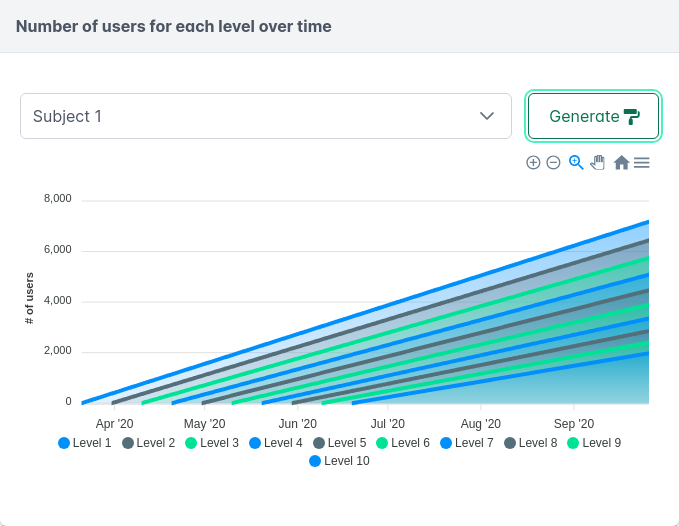 Number of users for each level over time
Subject 1
Generate
8,000
6,000
4,000
2,000
0
# of users
Apr '20 May '20 Jun '20 Jul '20 Aug '20 Sep '20
Level 1 Level 2 Level 3 Level 4 Level 5 Level 6 Level 7 Level 8 Level 9
Level 10